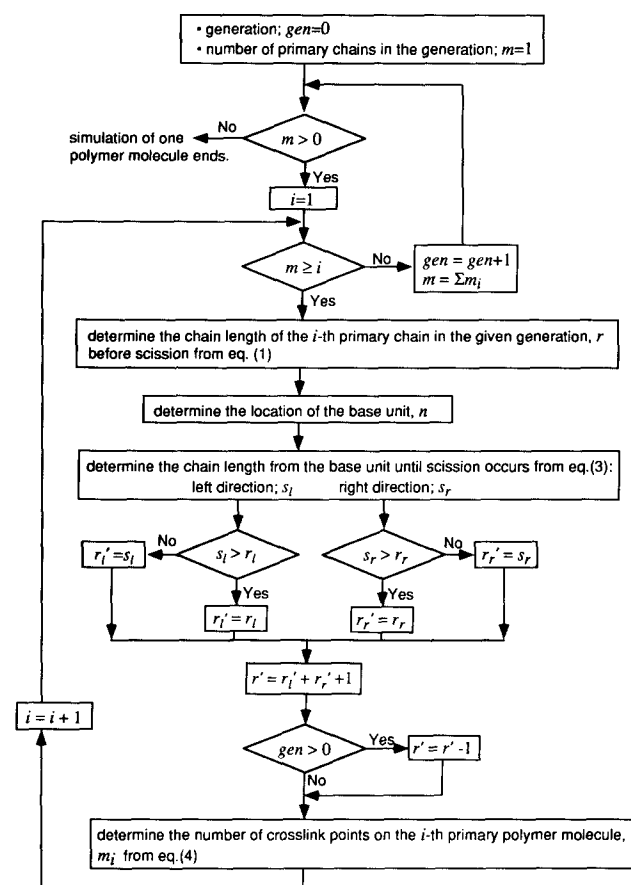 • generation; gen=0
• number of primary chains in the generation; m=1
No
simulation of one
polymer molecule ends.
m > 0
Yes
i=1
m ≥ i
No
gen = gen+1
m = Σm_i
Yes
determine the chain length of the i-th primary chain in the given generation, r
before scission from eq. (1)
determine the location of the base unit, n
determine the chain length from the base unit until scission occurs from eq.(3):
left direction; s_l right direction; s_r
r_l'=s_l
No
s_l > r_l
s_r > r_r
No
r_r' = s_r
Yes
Yes
r_l' = r_l
r_r' = r_r
r' = r_l' + r_r' +1
i = i + 1
gen > 0
Yes
r' = r' -1
No
determine the number of crosslink points on the i-th primary polymer molecule,
m_i from eq.(4)